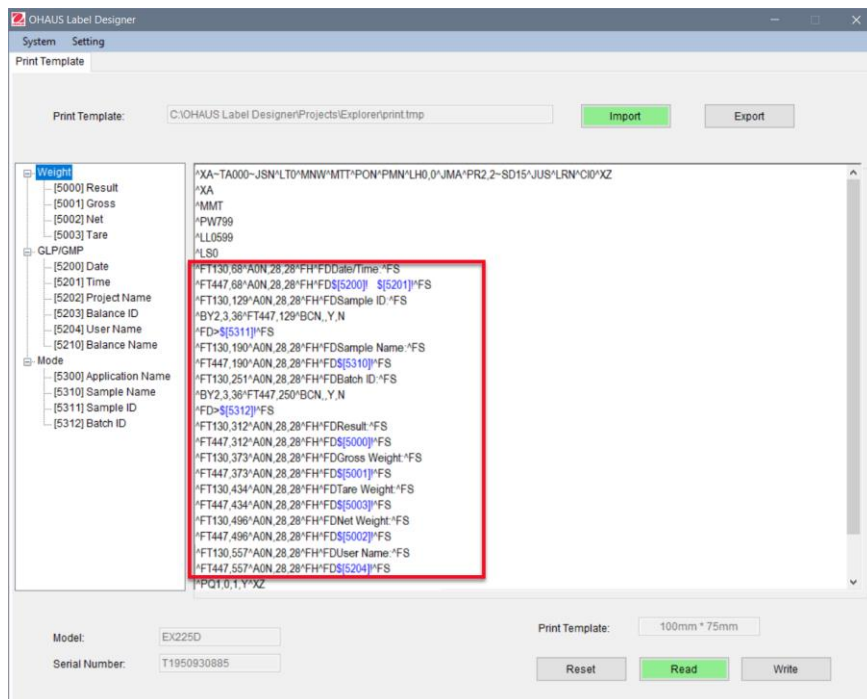 OHAUS Label Designer
System Setting
Print Template
Print Template: C:\OHAUS Label Designer\Projects\Explorer\print.tmp Import Export
Weight
[5000] Result
[5001] Gross
[5002] Net
[5003] Tare
GLP/GMP
[5200] Date
[5201] Time
[5202] Project Name
[5203] Balance ID
[5204] User Name
[5210] Balance Name
Mode
[5300] Application Name
[5310] Sample Name
[5311] Sample ID
[5312] Batch ID
^XA~TA000~JSN^LT0^MNW^MTT^PON^PMN^LH0,0^JMA^PR2,2~SD15^JUS^LRN^CI0^XZ
^XA
^MMT
^PW799
^LL0599
^LS0
^FT130,68^A0N,28,28^FH^FDDate/Time:^FS
^FT447,68^A0N,28,28^FH^FD$[5200]! $[5201]!^FS
^FT130,129^A0N,28,28^FH^FDSample ID:^FS
^BY2,3,36^FT447,129^BCN,,Y,N
^FD>$[5311]!^FS
^FT130,190^A0N,28,28^FH^FDSample Name:^FS
^FT447,190^A0N,28,28^FH^FD$[5310]!^FS
^FT130,251^A0N,28,28^FH^FDBatch ID:^FS
^BY2,3,36^FT447,250^BCN,,Y,N
^FD>$[5312]!^FS
^FT130,312^A0N,28,28^FH^FDResult:^FS
^FT447,312^A0N,28,28^FH^FD$[5000]!^FS
^FT130,373^A0N,28,28^FH^FDGross Weight:^FS
^FT447,373^A0N,28,28^FH^FD$[5001]!^FS
^FT130,434^A0N,28,28^FH^FDTare Weight:^FS
^FT447,434^A0N,28,28^FH^FD$[5003]!^FS
^FT130,496^A0N,28,28^FH^FDNet Weight:^FS
^FT447,496^A0N,28,28^FH^FD$[5002]!^FS
^FT130,557^A0N,28,28^FH^FDUser Name:^FS
^FT447,557^A0N,28,28^FH^FD$[5204]!^FS
^PQ1,0,1,Y^XZ
Model: EX225D
Serial Number: T1950930885
Print Template: 100mm * 75mm
Reset Read Write